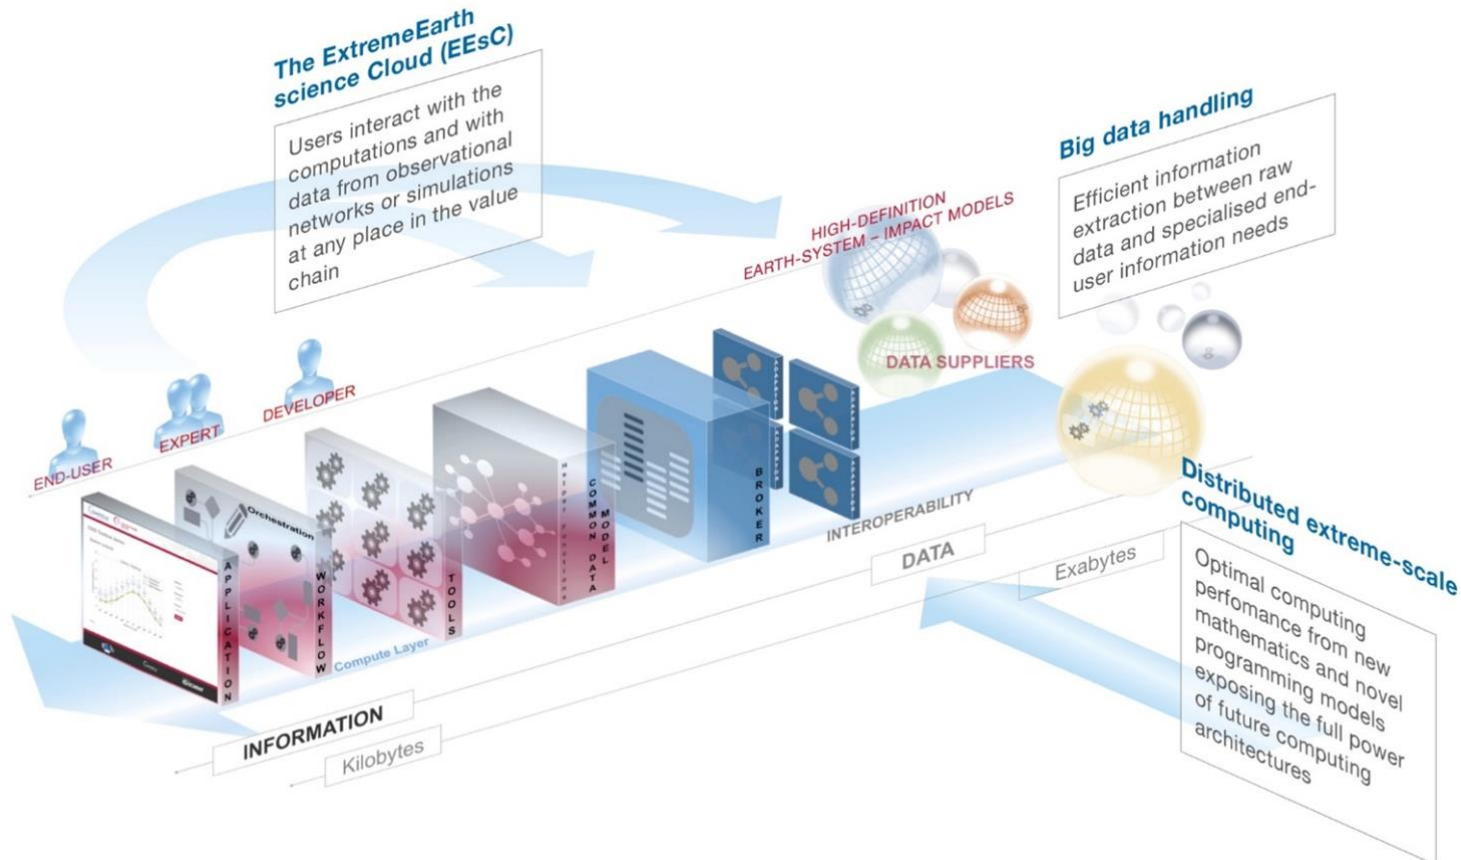 The ExtremeEarth
science Cloud (EEsC)
Users interact with the
computations and with
data from observational
networks or simulations
at any place in the value
chain
Big data handling
Efficient information
extraction between raw
data and specialised end-
user information needs
HIGH-DEFINITION
EARTH-SYSTEM – IMPACT MODELS
DATA SUPPLIERS
END-USER
EXPERT
DEVELOPER
Orchestration
APPLICATION
WORKFLOW
TOOLS
COMMON DATA
MODEL
BROKER
Compute Layer
INTEROPERABILITY
DATA
Exabytes
INFORMATION
Kilobytes
Distributed extreme-scale
computing
Optimal computing
perfomance from new
mathematics and novel
programming models
exposing the full power
of future computing
architectures